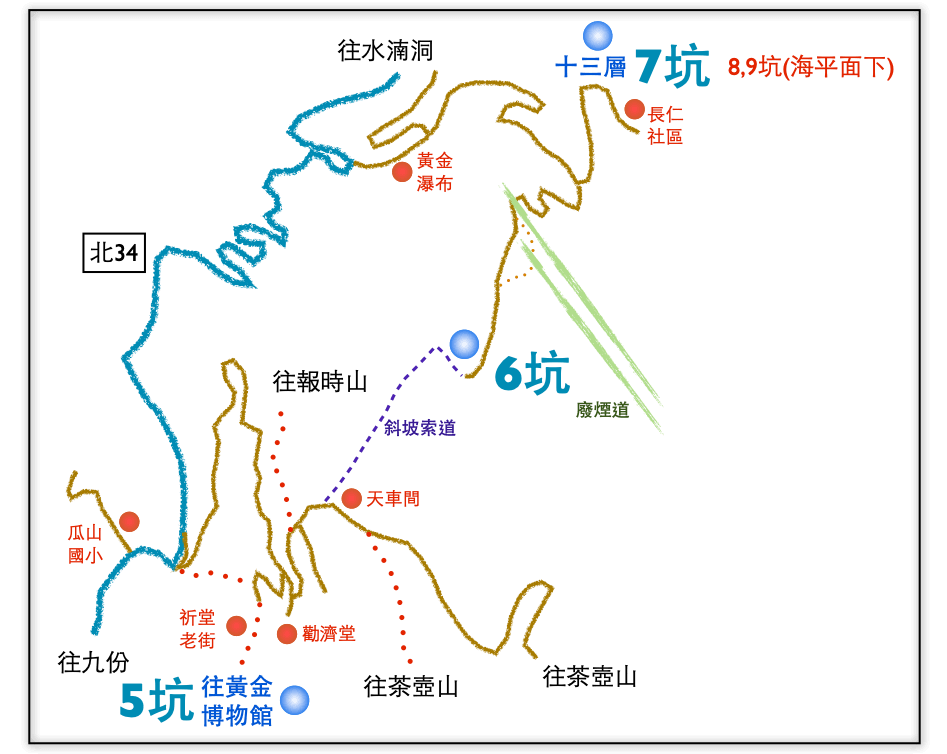 往水湳洞
十三層 7坑 8,9坑(海平面下)
長仁
社區
黃金
瀑布
北34
6坑
往報時山
廢煙道
斜坡索道
天車間
瓜山
國小
祈堂
老街
勸濟堂
往九份
往茶壺山
往茶壺山
5坑
往黃金
博物館